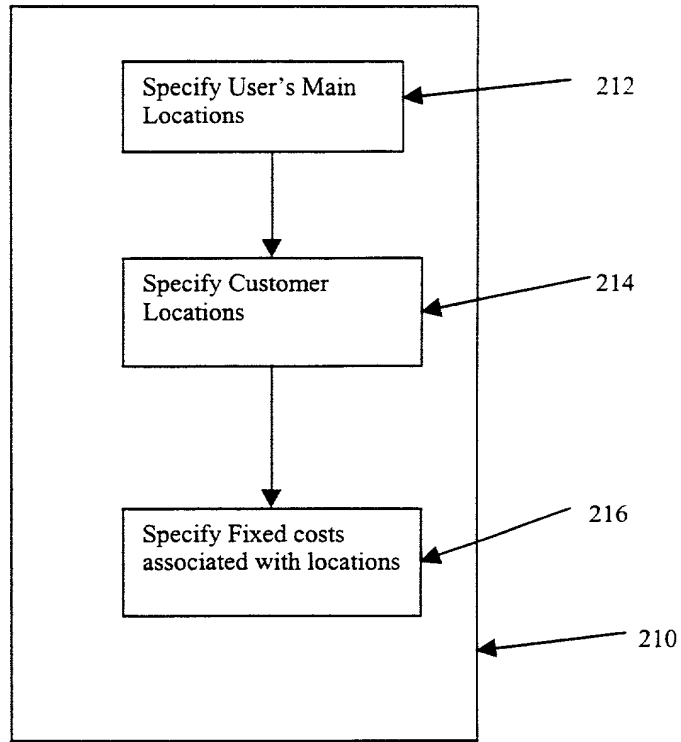 Specify User's Main
Locations
212
Specify Customer
Locations
214
Specify Fixed costs
associated with locations
216
210